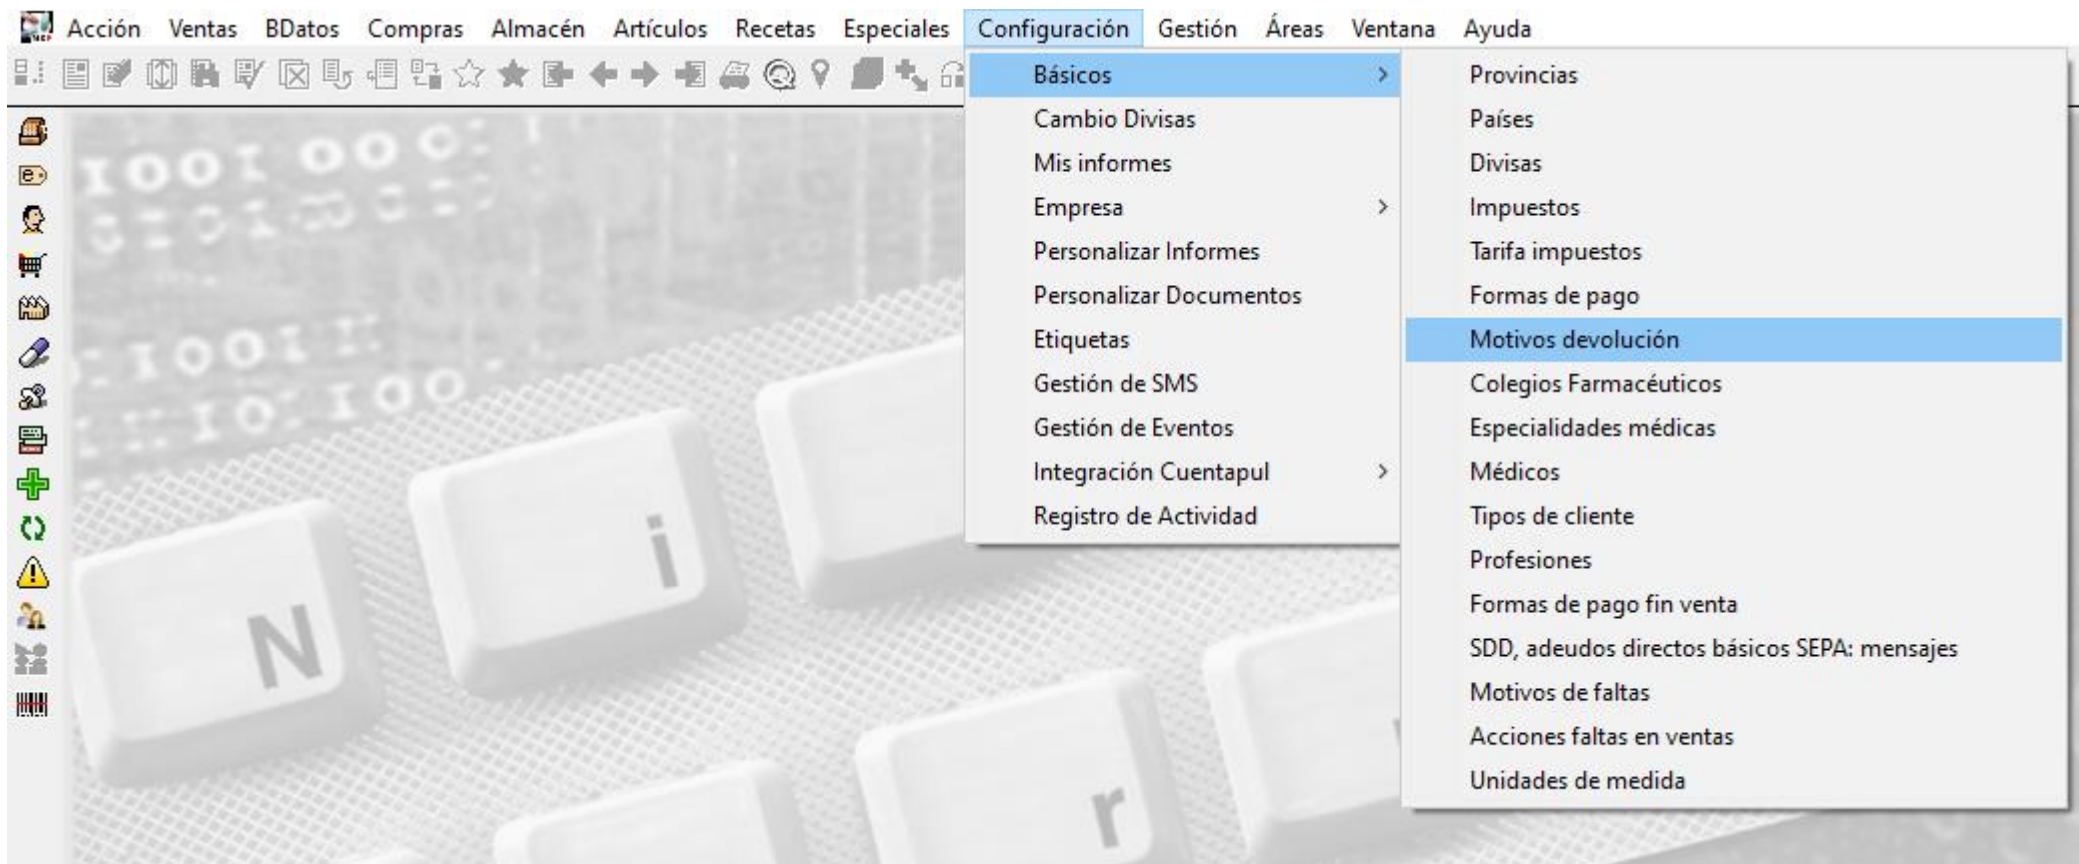 Acción Ventas BDatos Compras Almacén Artículos Recetas Especiales Configuración Gestión Áreas Ventana Ayuda
Básicos
Cambio Divisas
Mis informes
Empresa
Personalizar Informes
Personalizar Documentos
Etiquetas
Gestión de SMS
Gestión de Eventos
Integración Cuentapul
Registro de Actividad
Provincias
Países
Divisas
Impuestos
Tarifa impuestos
Formas de pago
Motivos devolución
Colegios Farmacéuticos
Especialidades médicas
Médicos
Tipos de cliente
Profesiones
Formas de pago fin venta
SDD, adeudos directos básicos SEPA: mensajes
Motivos de faltas
Acciones faltas en ventas
Unidades de medida
N i
r